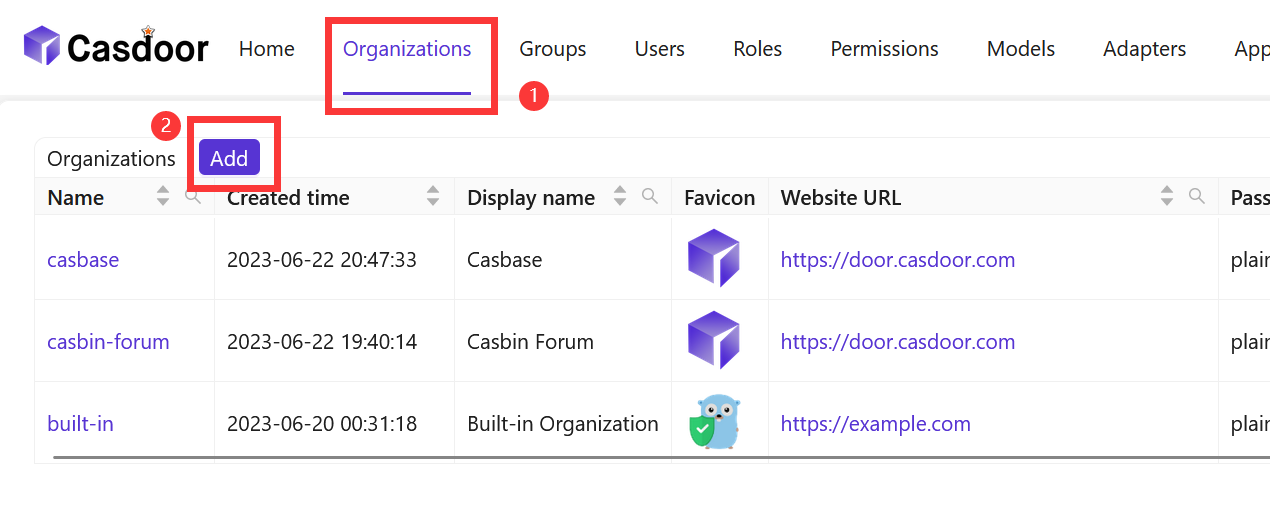 Casdoor Home Organizations Groups Users Roles Permissions Models Adapters App
1
2
Organizations Add
Name Created time Display name Favicon Website URL Pass
casbase 2023-06-22 20:47:33 Casbase https://door.casdoor.com plain
casbin-forum 2023-06-22 19:40:14 Casbin Forum https://door.casdoor.com plain
built-in 2023-06-20 00:31:18 Built-in Organization https://example.com plain